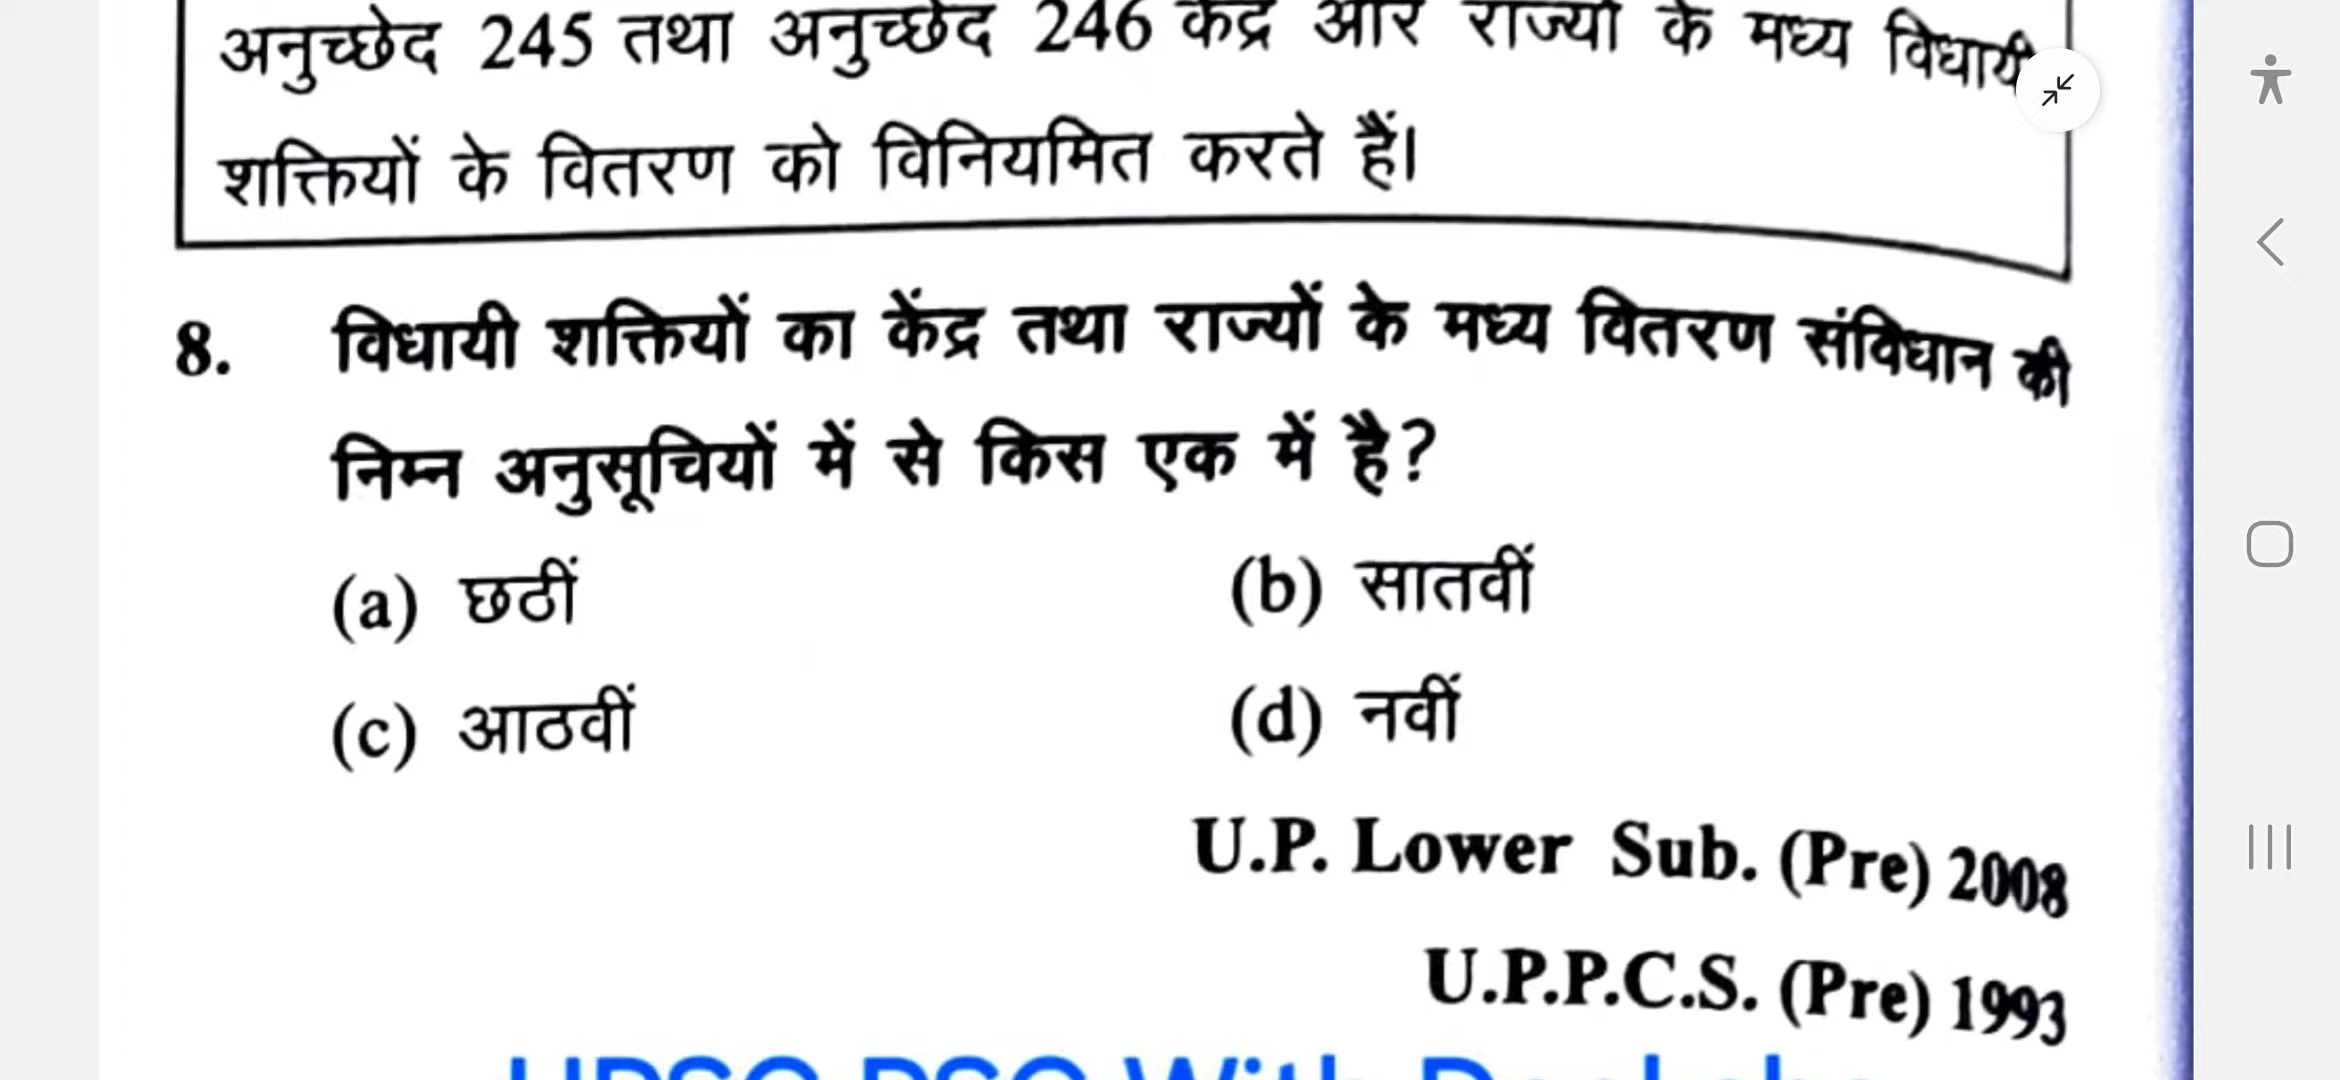 अनुच्छेद 245 तथा अनुच्छेद 246 केंद्र और राज्यों के मध्य विधायी
शक्तियों के वितरण को विनियमित करते हैं।
8. विधायी शक्तियों का केंद्र तथा राज्यों के मध्य वितरण संविधान की
निम्न अनुसूचियों में से किस एक में है?
(a) छठीं (b) सातवीं
(c) आठवीं (d) नवीं
U.P. Lower Sub. (Pre) 2008
U.P.P.C.S. (Pre) 1993
With